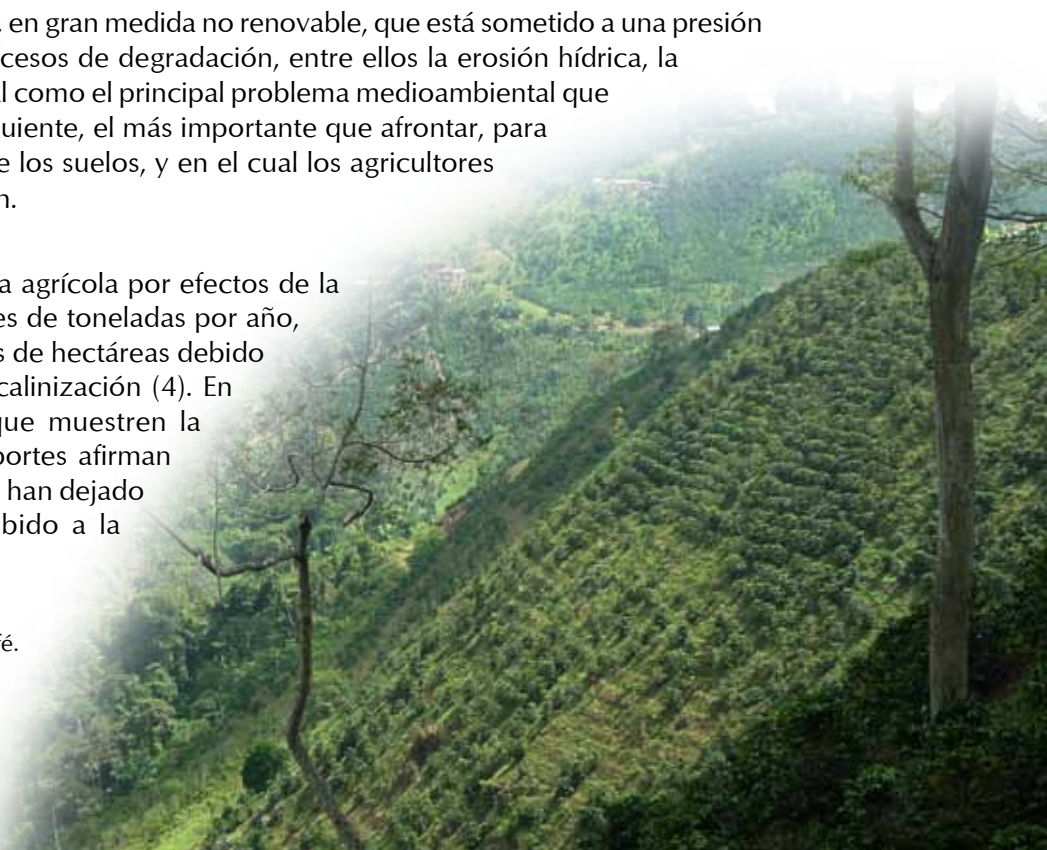 en gran medida no renovable, que está sometido a una presión
cesos de degradación, entre ellos la erosión hídrica, la
l como el principal problema medioambiental que
uiente, el más importante que afrontar, para
e los suelos, y en el cual los agricultores
n.
a agrícola por efectos de la
es de toneladas por año,
s de hectáreas debido
calinización (4). En
que muestren la
portes afirman
han dejado
bido a la
fé.